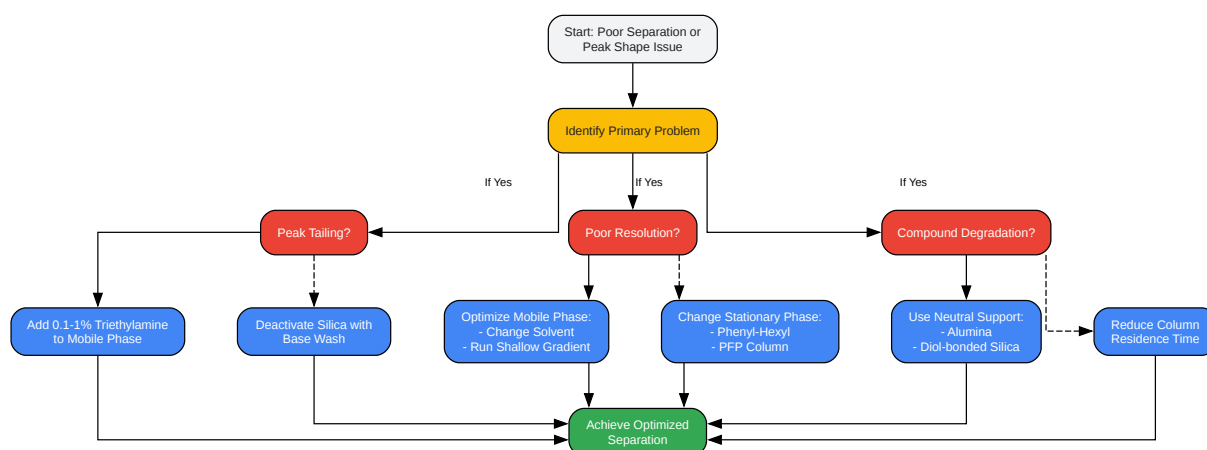 Start: Poor Separation or
Peak Shape Issue
Identify Primary Problem
If Yes
If Yes
If Yes
Peak Tailing?
Poor Resolution?
Compound Degradation?
Add 0.1-1% Triethylamine
to Mobile Phase
Deactivate Silica with
Base Wash
Optimize Mobile Phase:
- Change Solvent
- Run Shallow Gradient
Change Stationary Phase:
- Phenyl-Hexyl
- PFP Column
Use Neutral Support:
- Alumina
- Diol-bonded Silica
Reduce Column
Residence Time
Achieve Optimized
Separation